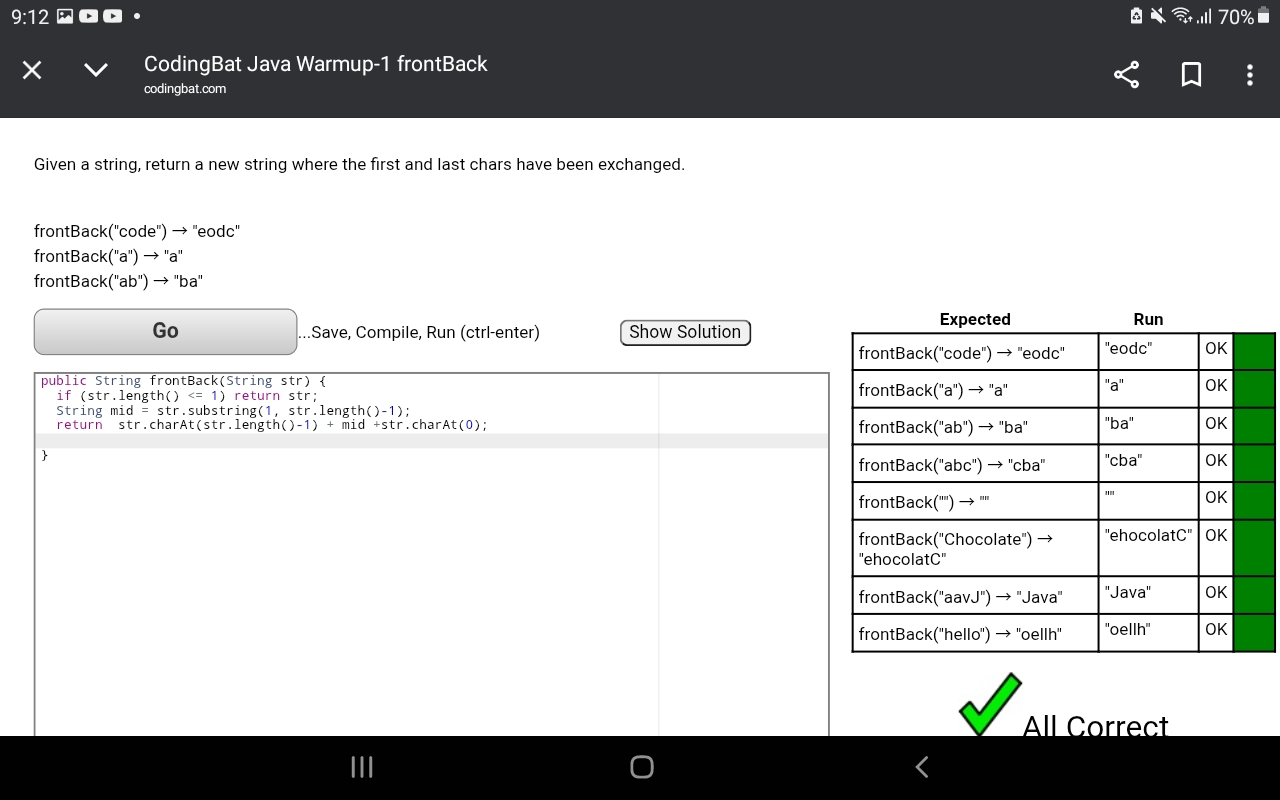 9:12
70%
CodingBat Java Warmup-1 frontBack
codingbat.com
Given a string, return a new string where the first and last chars have been exchanged.
frontBack("code") → "eodc"
frontBack("a") → "a"
frontBack("ab") → "ba"
Go
...Save, Compile, Run (ctrl-enter)
Show Solution
public String frontBack(String str) {
  if (str.length() <= 1) return str;
  String mid = str.substring(1, str.length()-1);
  return  str.charAt(str.length()-1) + mid +str.charAt(0);
}
Expected Run
frontBack("code") → "eodc" "eodc" OK
frontBack("a") → "a" "a" OK
frontBack("ab") → "ba" "ba" OK
frontBack("abc") → "cba" "cba" OK
frontBack("") → "" "" OK
frontBack("Chocolate") → "ehocolatC" OK
"ehocolatC"
frontBack("aavJ") → "Java" "Java" OK
frontBack("hello") → "oellh" "oellh" OK
All Correct